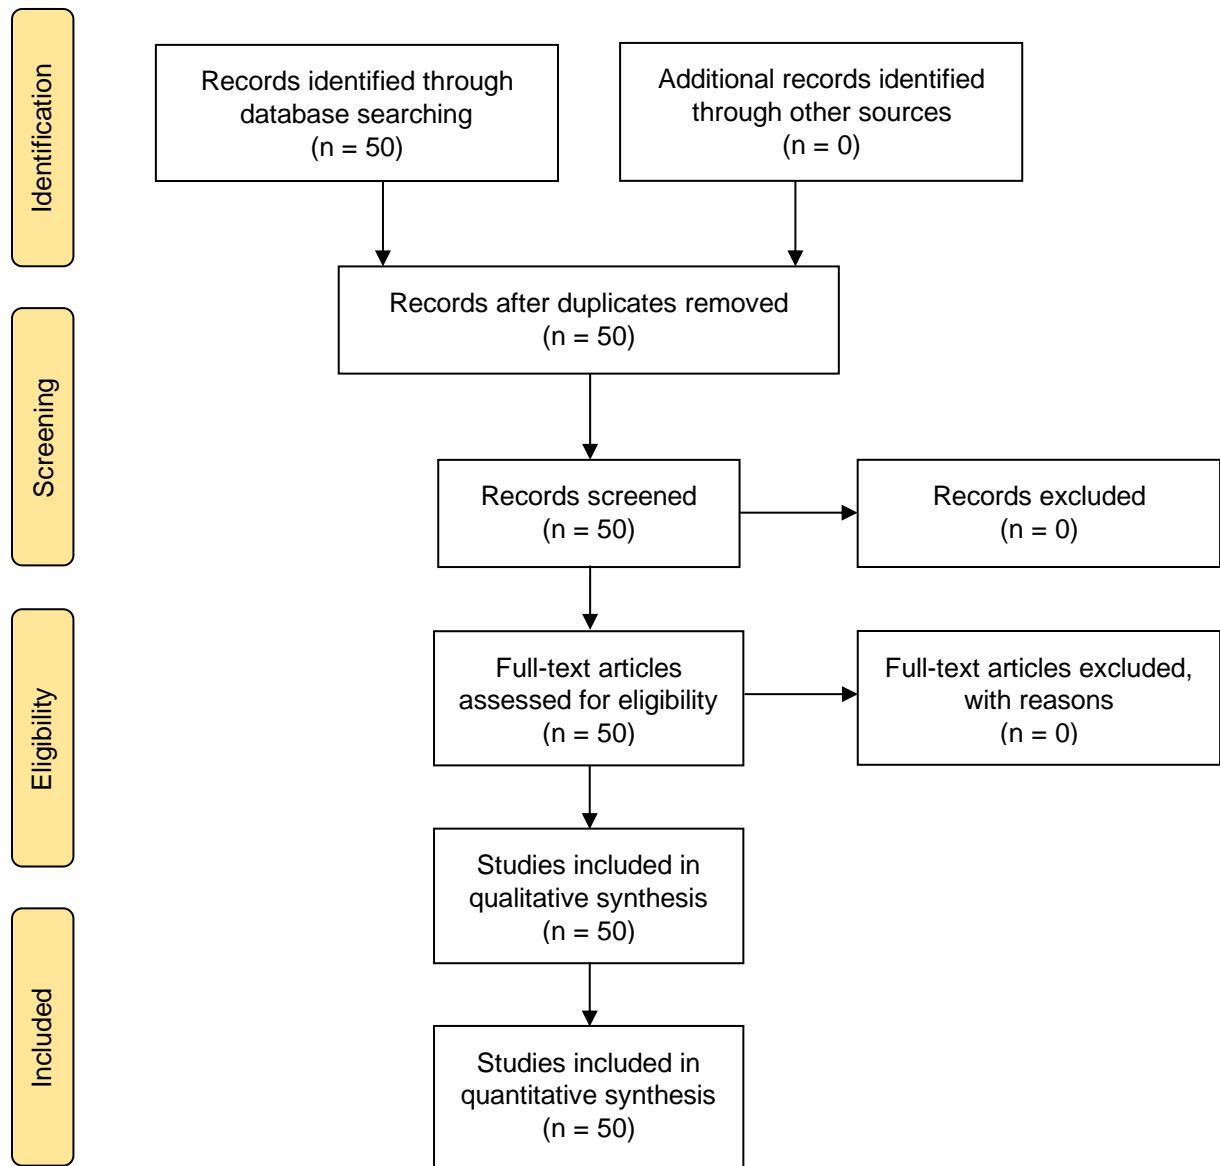 Identification
Records identified through
database searching
(n = 50)
Additional records identified
through other sources
(n = 0)
Records after duplicates removed
(n = 50)
Screening
Records screened
(n = 50)
Records excluded
(n = 0)
Eligibility
Full-text articles
assessed for eligibility
(n = 50)
Full-text articles excluded,
with reasons
(n = 0)
Studies included in
qualitative synthesis
(n = 50)
Included
Studies included in
quantitative synthesis
(n = 50)